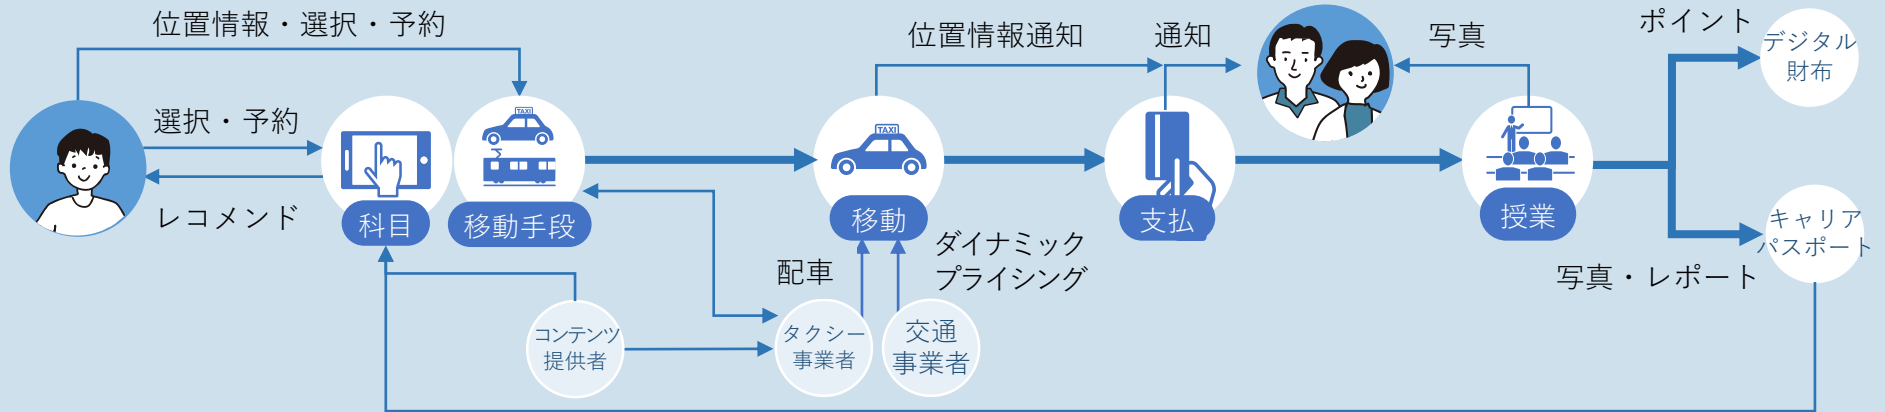 位置情報・選択・予約
選択・予約
レコメンド
科目
TAXI
移動手段
位置情報通知
TAXI
移動
配車
ダイナミック
プライシング
コンテンツ
提供者
タクシー
事業者
交通
事業者
通知
支払
写真
授業
ポイント
デジタル
財布
キャリア
パスポート
写真・レポート